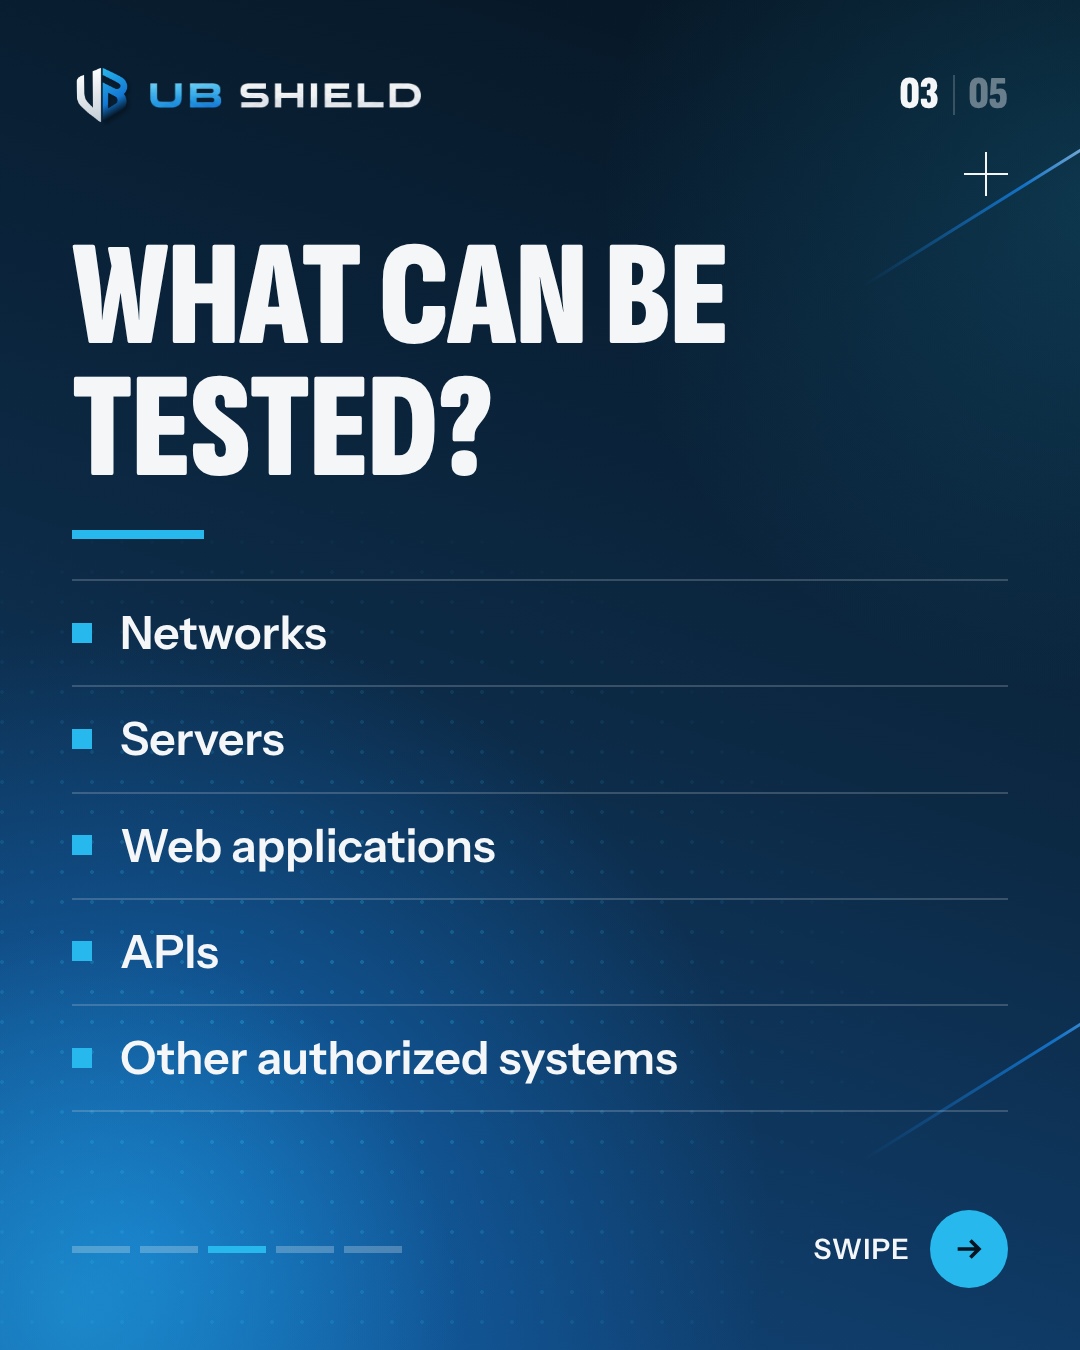 UB SHIELD
03 | 05
WHAT CAN BE
TESTED?
Networks
Servers
Web applications
APIs
Other authorized systems
SWIPE